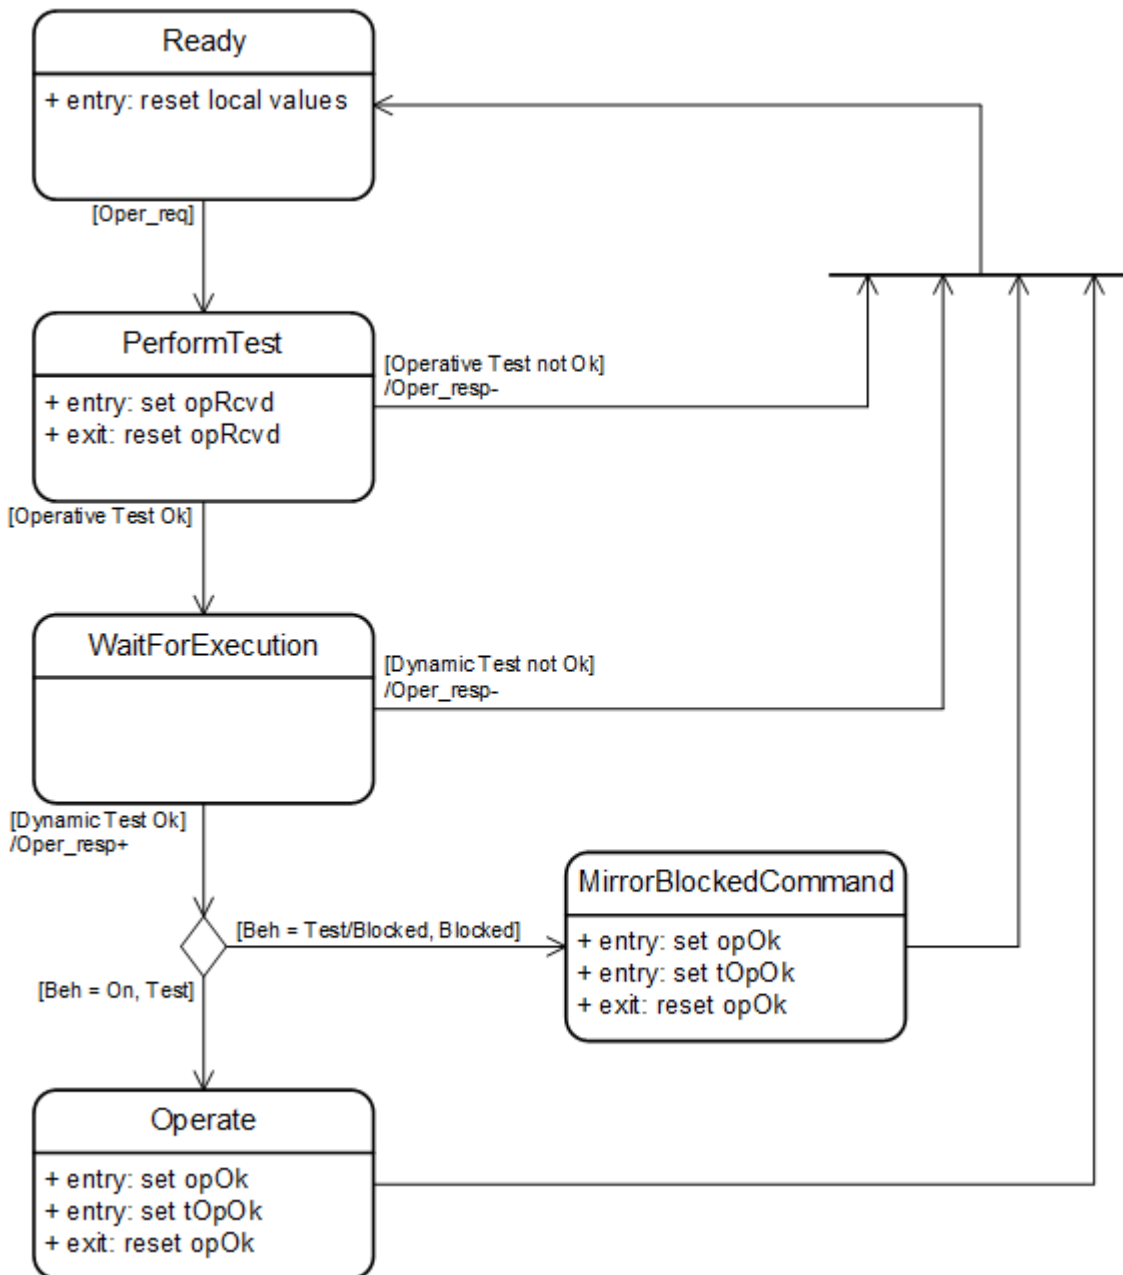 Ready
+ entry: reset local values
[Oper_req]
PerformTest
+ entry: set opRcvd
+ exit: reset opRcvd
[Operative Test not Ok]
/Oper_resp-
[Operative Test Ok]
WaitForExecution
[Dynamic Test not Ok]
/Oper_resp-
[Dynamic Test Ok]
/Oper_resp+
[Beh = Test/Blocked, Blocked]
MirrorBlockedCommand
+ entry: set opOk
+ entry: set tOpOk
+ exit: reset opOk
[Beh = On, Test]
Operate
+ entry: set opOk
+ entry: set tOpOk
+ exit: reset opOk